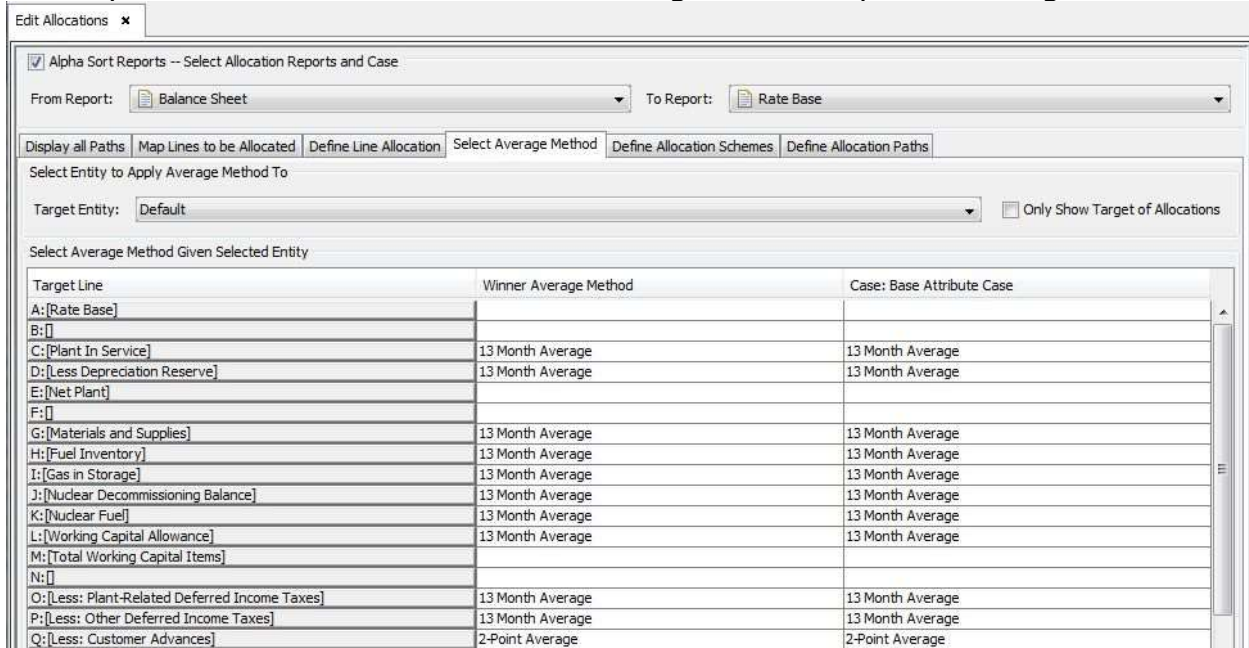 Edit Allocations ✖
Alpha Sort Reports -- Select Allocation Reports and Case
From Report: Balance Sheet To Report: Rate Base
Display all Paths Map Lines to be Allocated Define Line Allocation Select Average Method Define Allocation Schemes Define Allocation Paths
Select Entity to Apply Average Method To
Target Entity: Default Only Show Target of Allocations
Select Average Method Given Selected Entity
Target Line Winner Average Method Case: Base Attribute Case
A:[Rate Base]
B:[]
C:[Plant In Service] 13 Month Average 13 Month Average
D:[Less Depreciation Reserve] 13 Month Average 13 Month Average
E:[Net Plant]
F:[]
G:[Materials and Supplies] 13 Month Average 13 Month Average
H:[Fuel Inventory] 13 Month Average 13 Month Average
I:[Gas in Storage] 13 Month Average 13 Month Average
J:[Nuclear Decommissioning Balance] 13 Month Average 13 Month Average
K:[Nuclear Fuel] 13 Month Average 13 Month Average
L:[Working Capital Allowance] 13 Month Average 13 Month Average
M:[Total Working Capital Items]
N:[]
O:[Less: Plant-Related Deferred Income Taxes] 13 Month Average 13 Month Average
P:[Less: Other Deferred Income Taxes] 13 Month Average 13 Month Average
Q:[Less: Customer Advances] 2-Point Average 2-Point Average